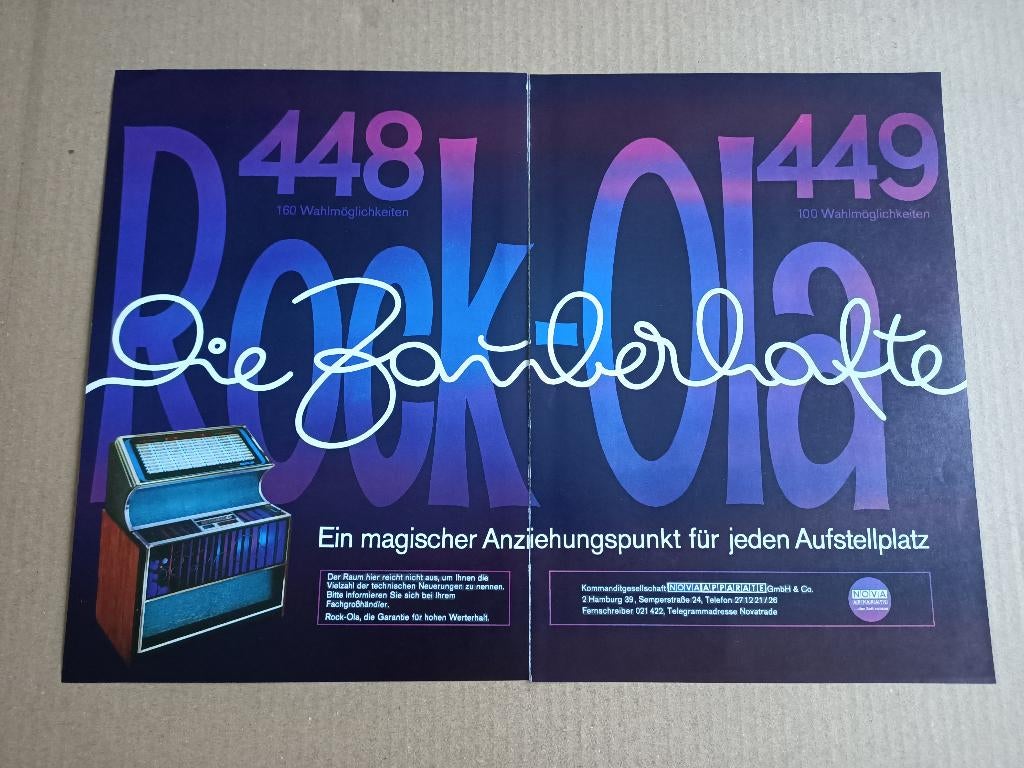 448
160 Wahlmöglichkeiten
449
100 Wahlmöglichkeiten
Rock-Ola
Die Zauberhafte
Ein magischer Anziehungspunkt für jeden Aufstellplatz
Der Raum hier reicht nicht aus, um Ihnen die
Vielzahl der technischen Neuerungen zu nennen.
Bitte informieren Sie sich bei Ihrem
Fachgroßhändler.
Rock-Ola, die Garantie für hohen Werterhalt.
Kommanditgesellschaft NOVA APPARATE GmbH & Co.
2 Hamburg 39, Semperstraße 24, Telefon 27 12 21/26
Fernschreiber 021 422, Telegrammadresse Novatrade
NOVA
APPARATE